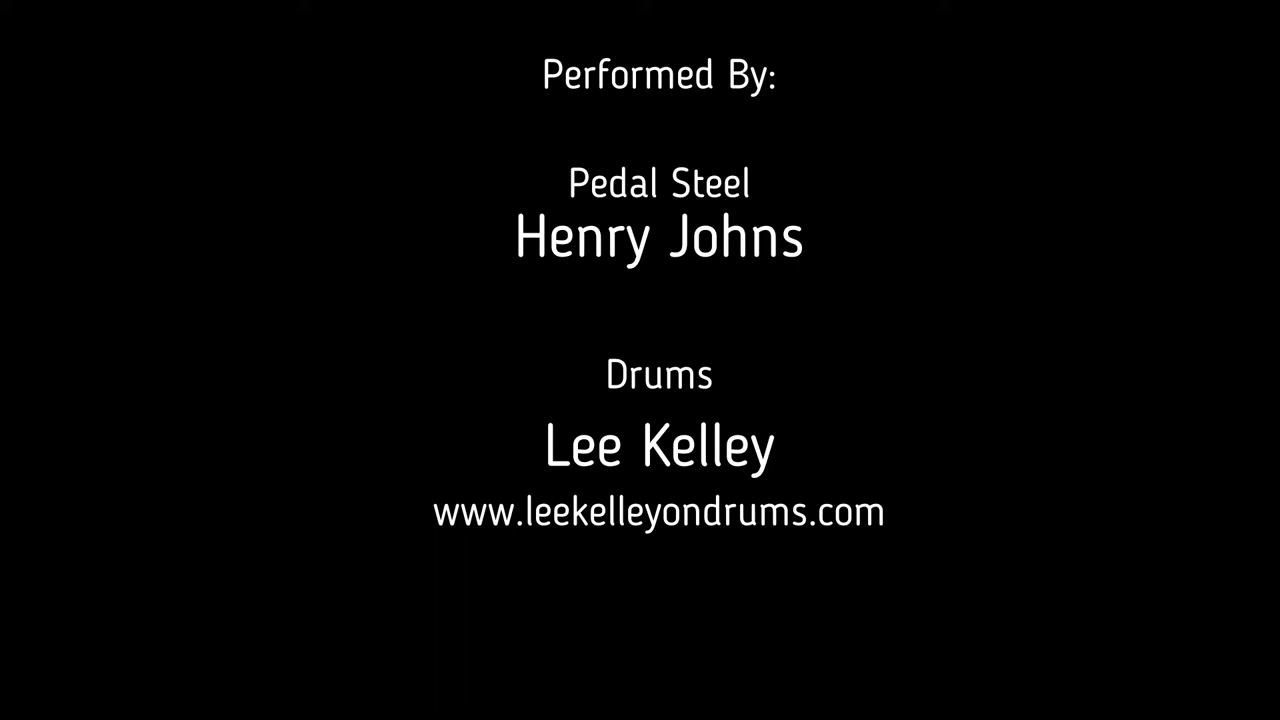 Performed By:
Pedal Steel
Henry Johns
Drums
Lee Kelley
www.leekelleyondrums.com